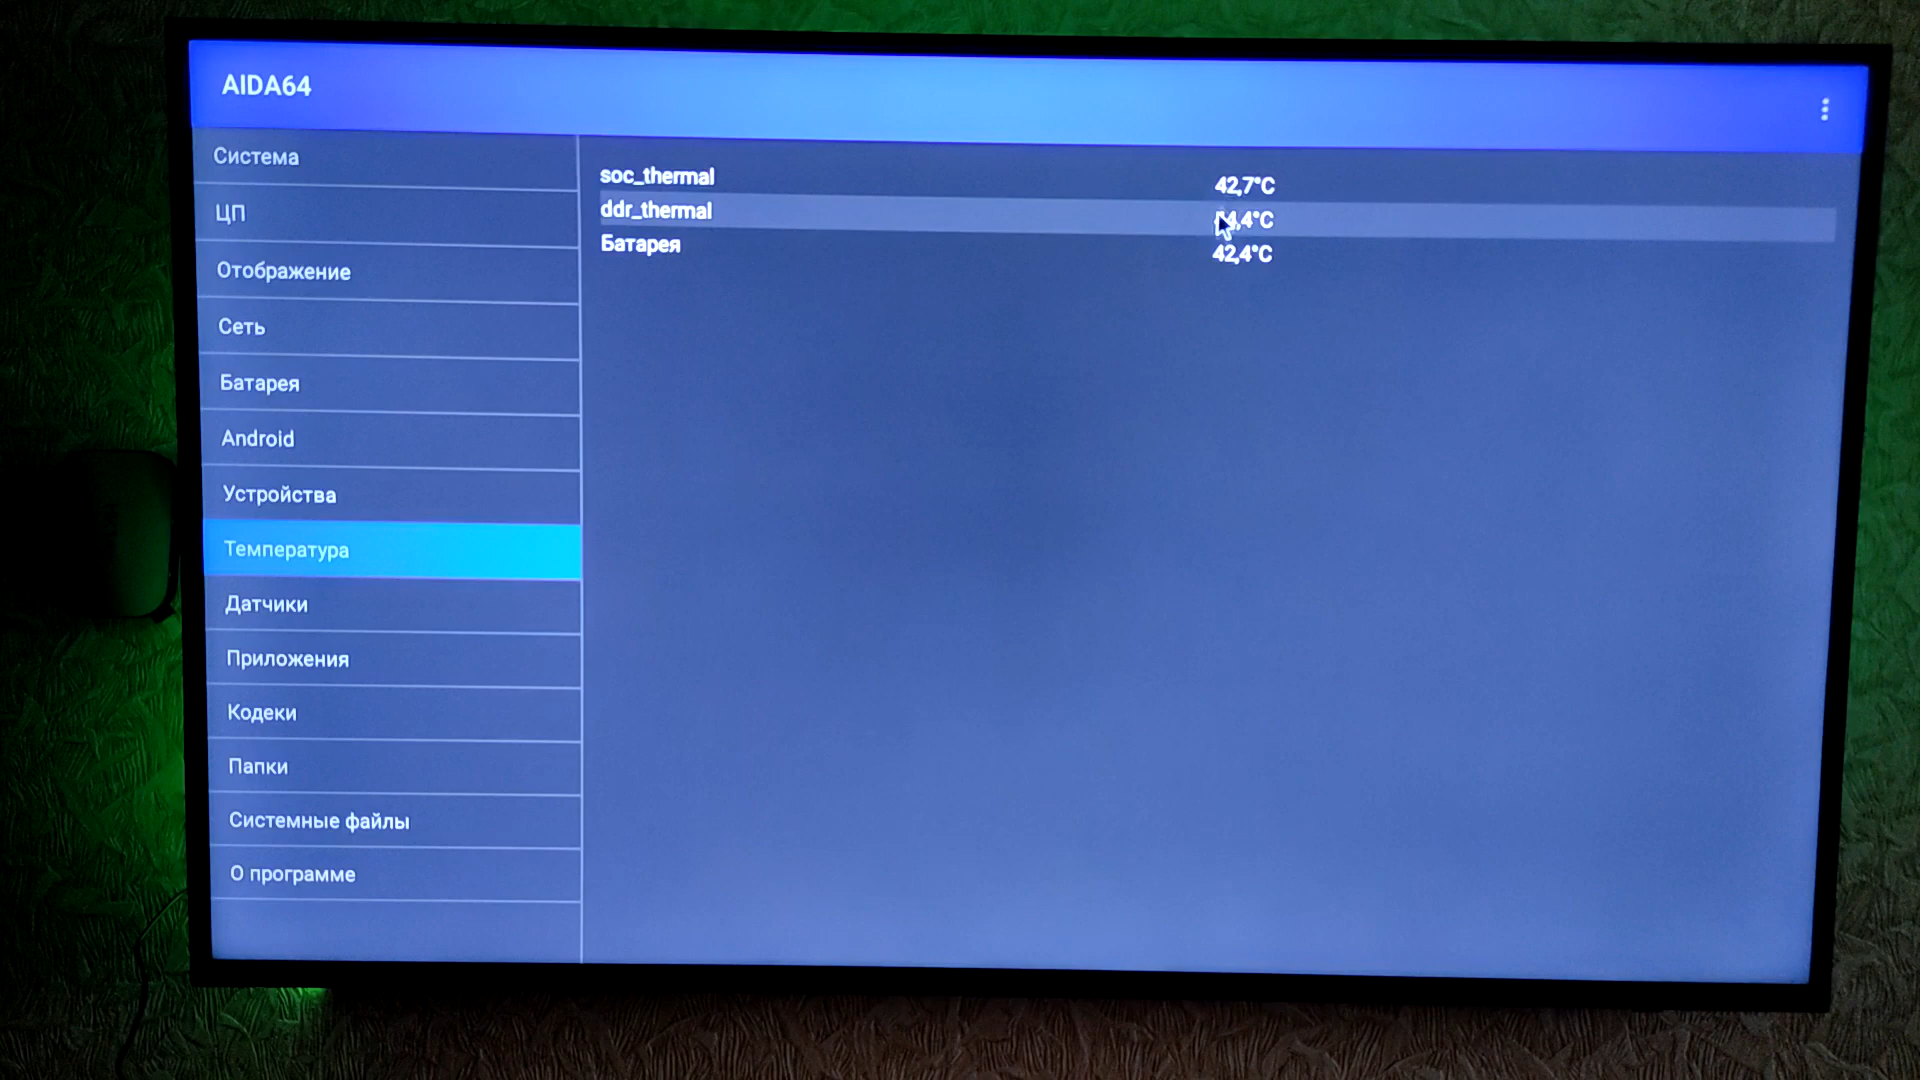 AIDA64
Система
ЦП
Отображение
Сеть
Батарея
Android
Устройства
Температура
Датчики
Приложения
Кодеки
Папки
Системные файлы
О программе
soc_thermal 42,7°C
ddr_thermal
Батарея 42,4°C